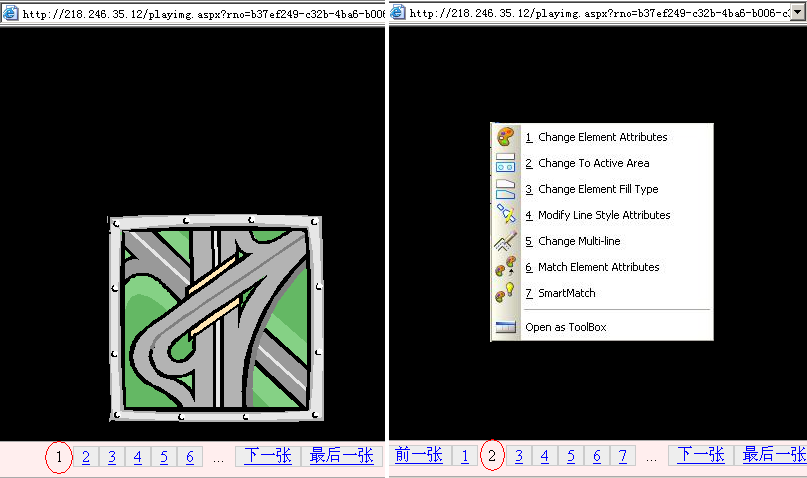 http://218.246.35.12/playimg.aspx?rno=b37ef249-c32b-4ba6-b006
1 2 3 4 5 6 ... 下一张 最后一张
http://218.246.35.12/playimg.aspx?rno=b37ef249-c32b-4ba6-b006-c3
1 Change Element Attributes
2 Change To Active Area
3 Change Element Fill Type
4 Modify Line Style Attributes
5 Change Multi-line
6 Match Element Attributes
7 SmartMatch
Open as ToolBox
前一张 1 2 3 4 5 6 7 ... 下一张 最后一张